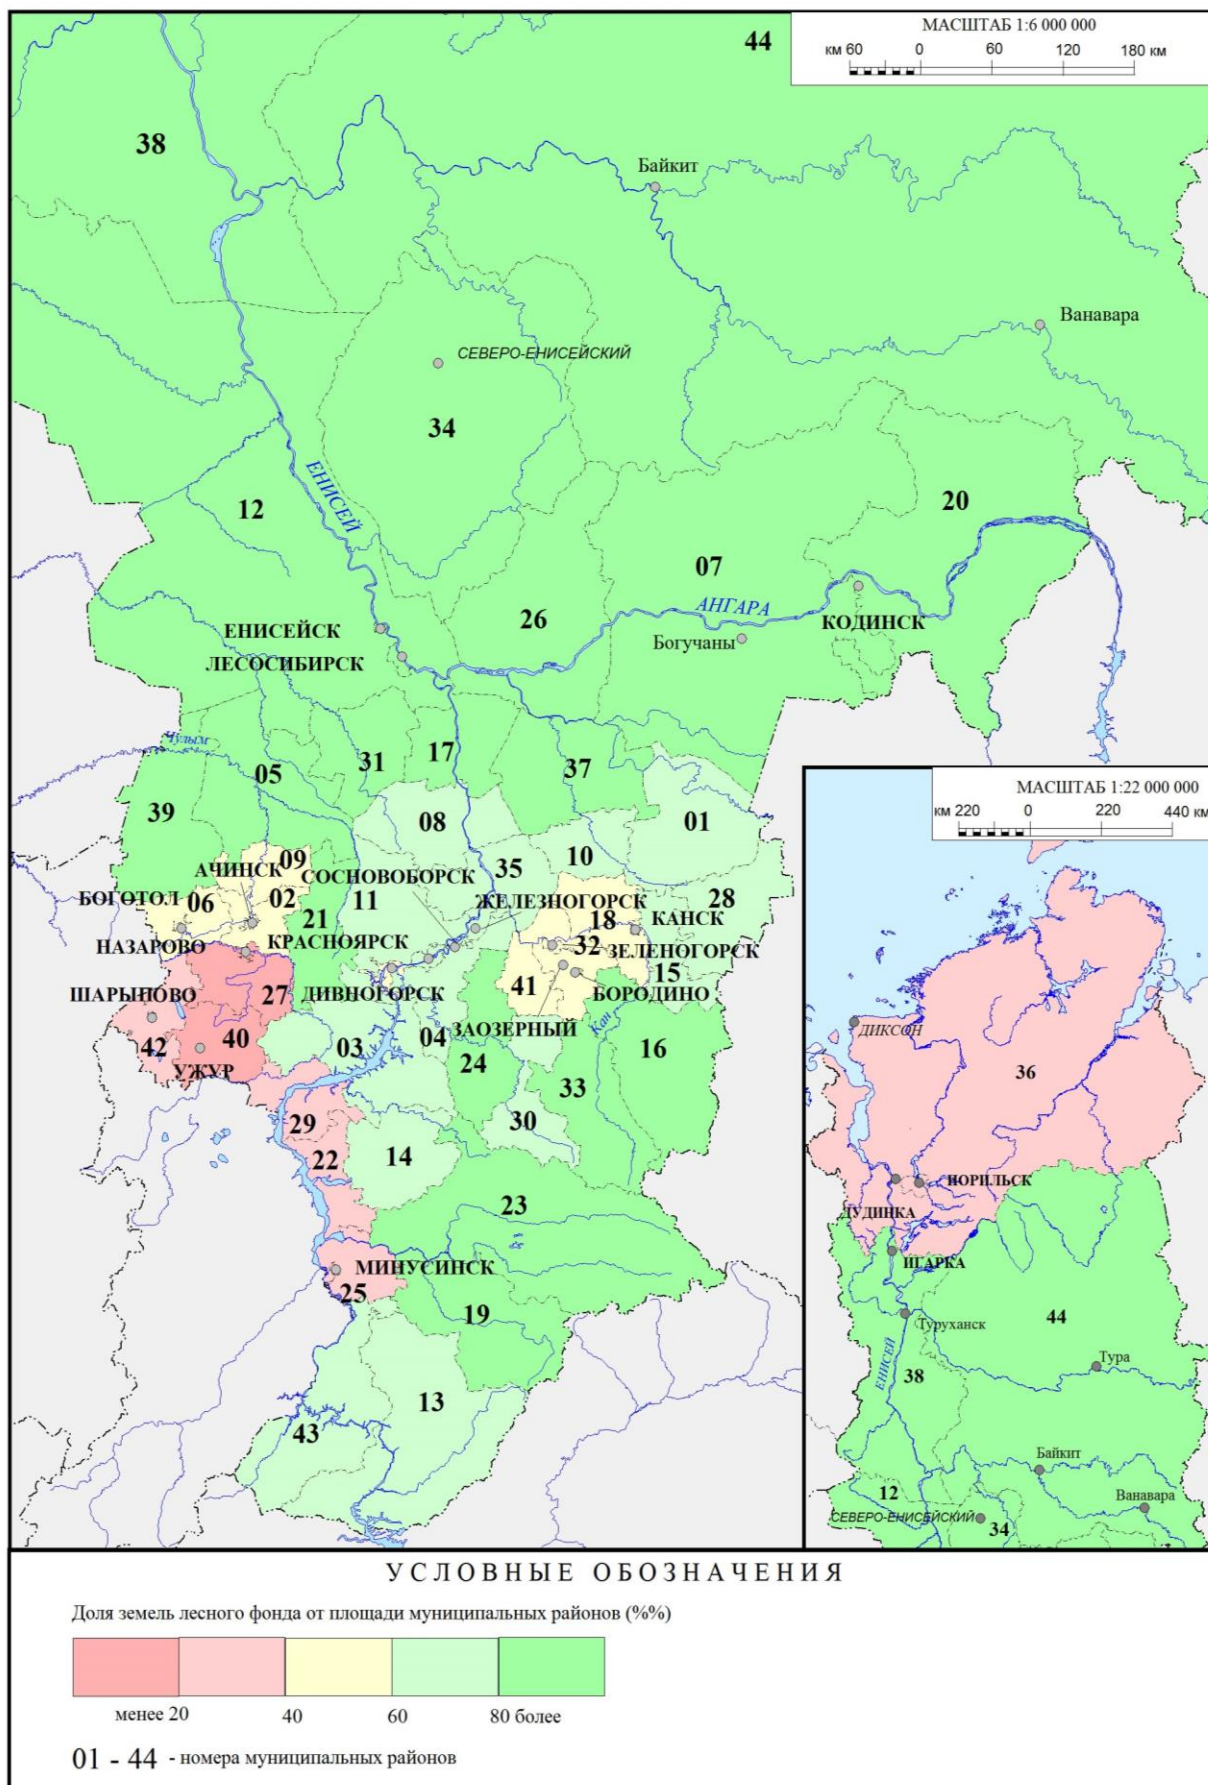 МАСШТАБ 1:6 000 000
км 60 0 60 120 180 км
44
38
Байкит
Ванавара
СЕВЕРО-ЕНИСЕЙСКИЙ
34
ЕНИСЕЙ
12
20
07
АНГАРА
26
КОДИНСК
ЕНИСЕЙСК
Богучаны
ЛЕСОСИБИРСК
Чулым
17
31
05
37
39
08
01
09
10
АЧИНСК
СОСНОВОБОРСК
35
БОГОТОЛ
06
02
11
ЖЕЛЕЗНОГОРСК
28
21
18
КАНСК
НАЗАРОВО
КРАСНОЯРСК
32
ЗЕЛЕНОГОРСК
15
ШАРЫПОВО
27
ДИВНОГОРСК
41
БОРОДИНО
ЗАОЗЕРНЫЙ
Кан
42
40
03
04
16
УЖУР
24
33
29
30
22
14
23
МИНУСИНСК
25
19
13
43
МАСШТАБ 1:22 000 000
км 220 0 220 440 км
ДИКСОН
36
НОРИЛЬСК
ДУДИНКА
ИГАРКА
44
Туруханск
ЕНИСЕЙ
Тура
38
Байкит
12
Ванавара
СЕВЕРО-ЕНИСЕЙСКИЙ
34
УСЛОВНЫЕ ОБОЗНАЧЕНИЯ
Доля земель лесного фонда от площади муниципальных районов (%%)
менее 20 40 60 80 более
01 - 44 - номера муниципальных районов